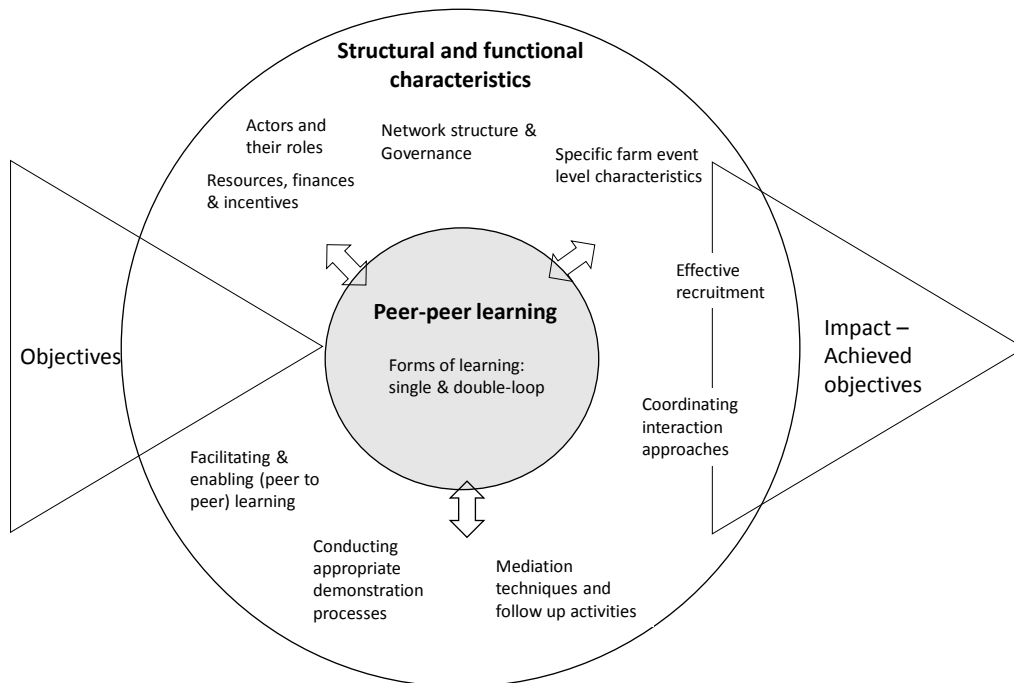 Structural and functional
characteristics
Actors and
their roles
Network structure &
Governance
Specific farm event
level characteristics
Resources, finances
& incentives
Effective
recruitment
Peer-peer learning
Forms of learning:
single & double-loop
Objectives
Impact –
Achieved
objectives
Coordinating
interaction
approaches
Facilitating &
enabling (peer to
peer) learning
Conducting
appropriate
demonstration
processes
Mediation
techniques and
follow up activities